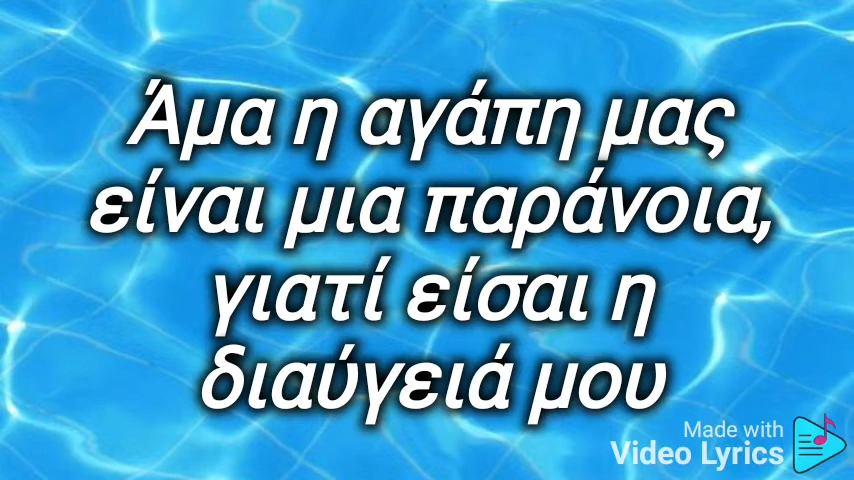 Άμα η αγάπη μας
είναι μια παράνοια,
γιατί είσαι η
διαύγειά μου
Made with
Video Lyrics